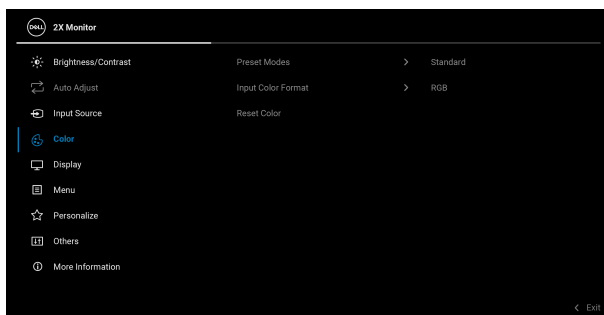 DELL 2X Monitor
Brightness/Contrast Preset Modes > Standard
Auto Adjust Input Color Format > RGB
Input Source Reset Color
Color
Display
Menu
Personalize
Others
More Information
< Exit